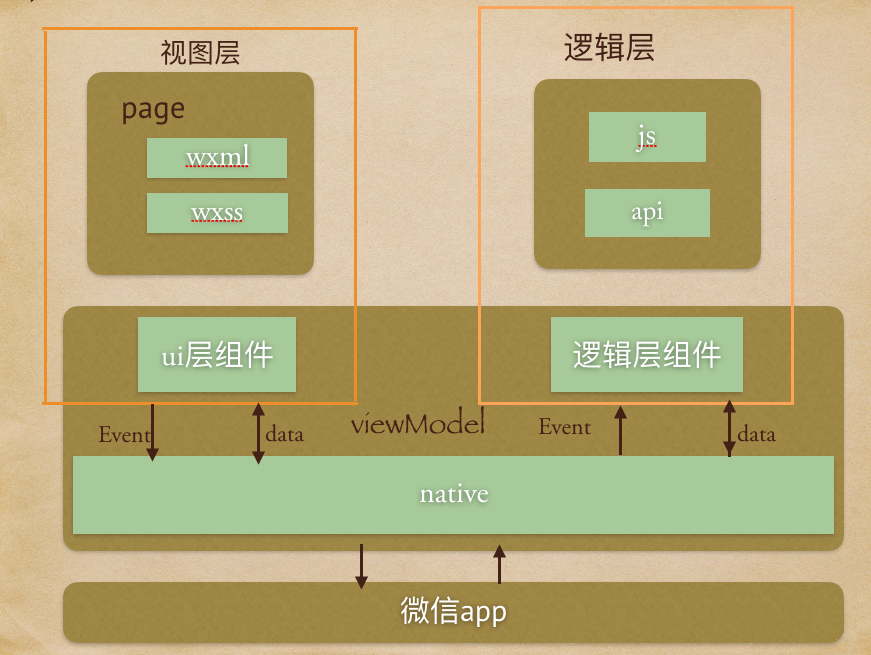 视图层
page
wxml
wxss
逻辑层
js
api
ui层组件
逻辑层组件
Event
data
viewModel
Event
data
native
微信app